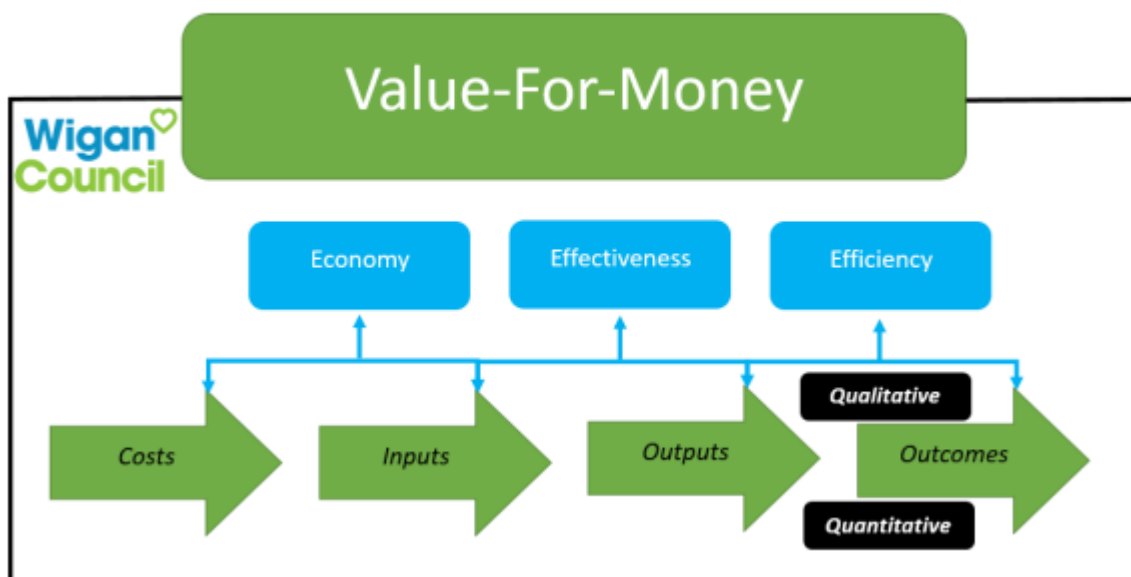 Value-For-Money
Wigan
Council
Economy
Effectiveness
Efficiency
Qualitative
Costs
Inputs
Outputs
Outcomes
Quantitative